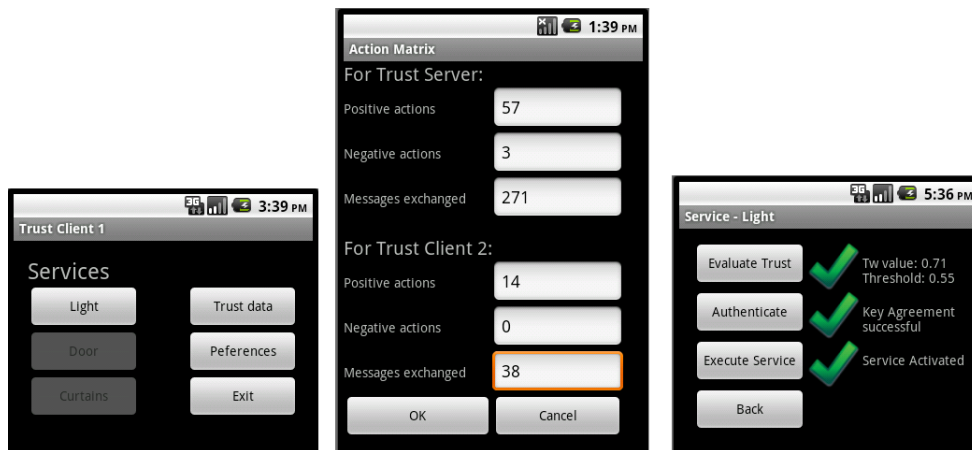 3G 3:39 PM
Trust Client 1
Services
Light Trust data
Door Peferences
Curtains Exit
1:39 PM
Action Matrix
For Trust Server:
Positive actions 57
Negative actions 3
Messages exchanged 271
For Trust Client 2:
Positive actions 14
Negative actions 0
Messages exchanged 38
OK Cancel
3G 5:36 PM
Service - Light
Evaluate Trust Tw value: 0.71
Threshold: 0.55
Authenticate Key Agreement
successful
Execute Service Service Activated
Back